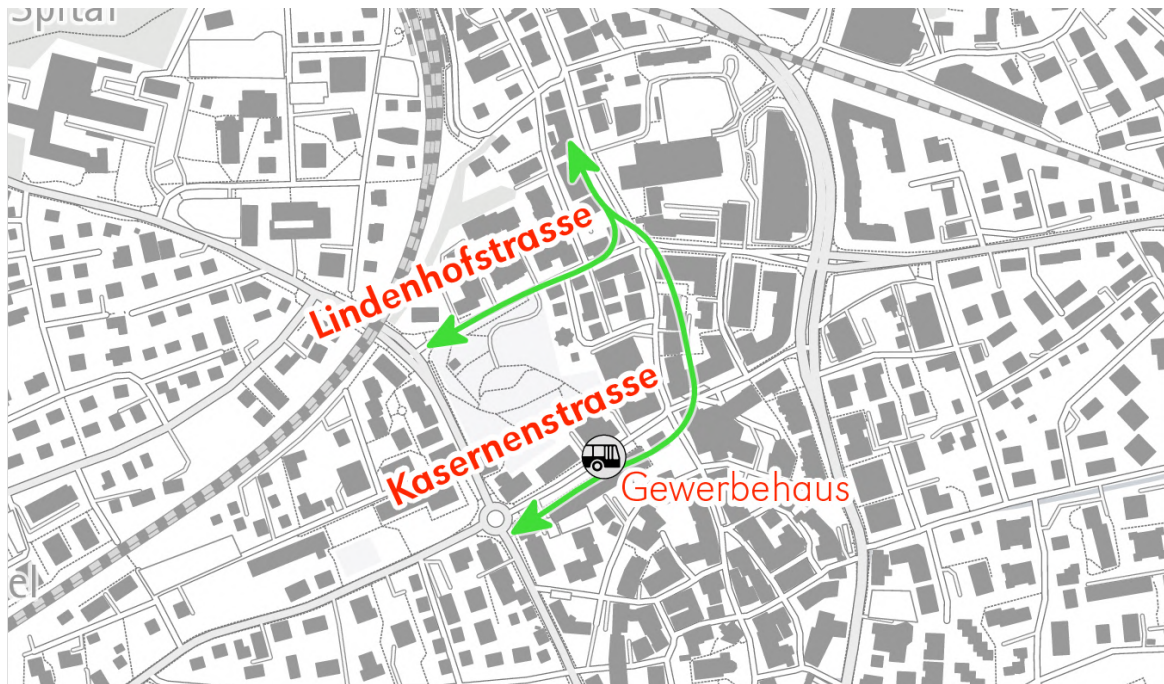 Spital
Lindenhofstrasse
Kasernenstrasse
Gewerbehaus
el